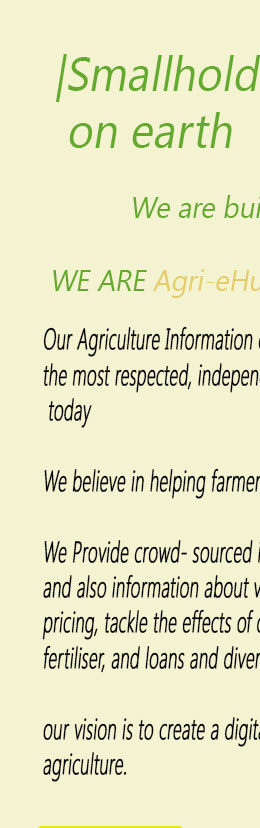 |Smallhold
on earth
We are bui
WE ARE Agri-eHu
Our Agriculture Information
the most respected, indepen
today
We believe in helping farmer
We Provide crowd- sourced
and also information about
pricing, tackle the effects of
fertiliser, and loans and diver
our vision is to create a digita
agriculture.